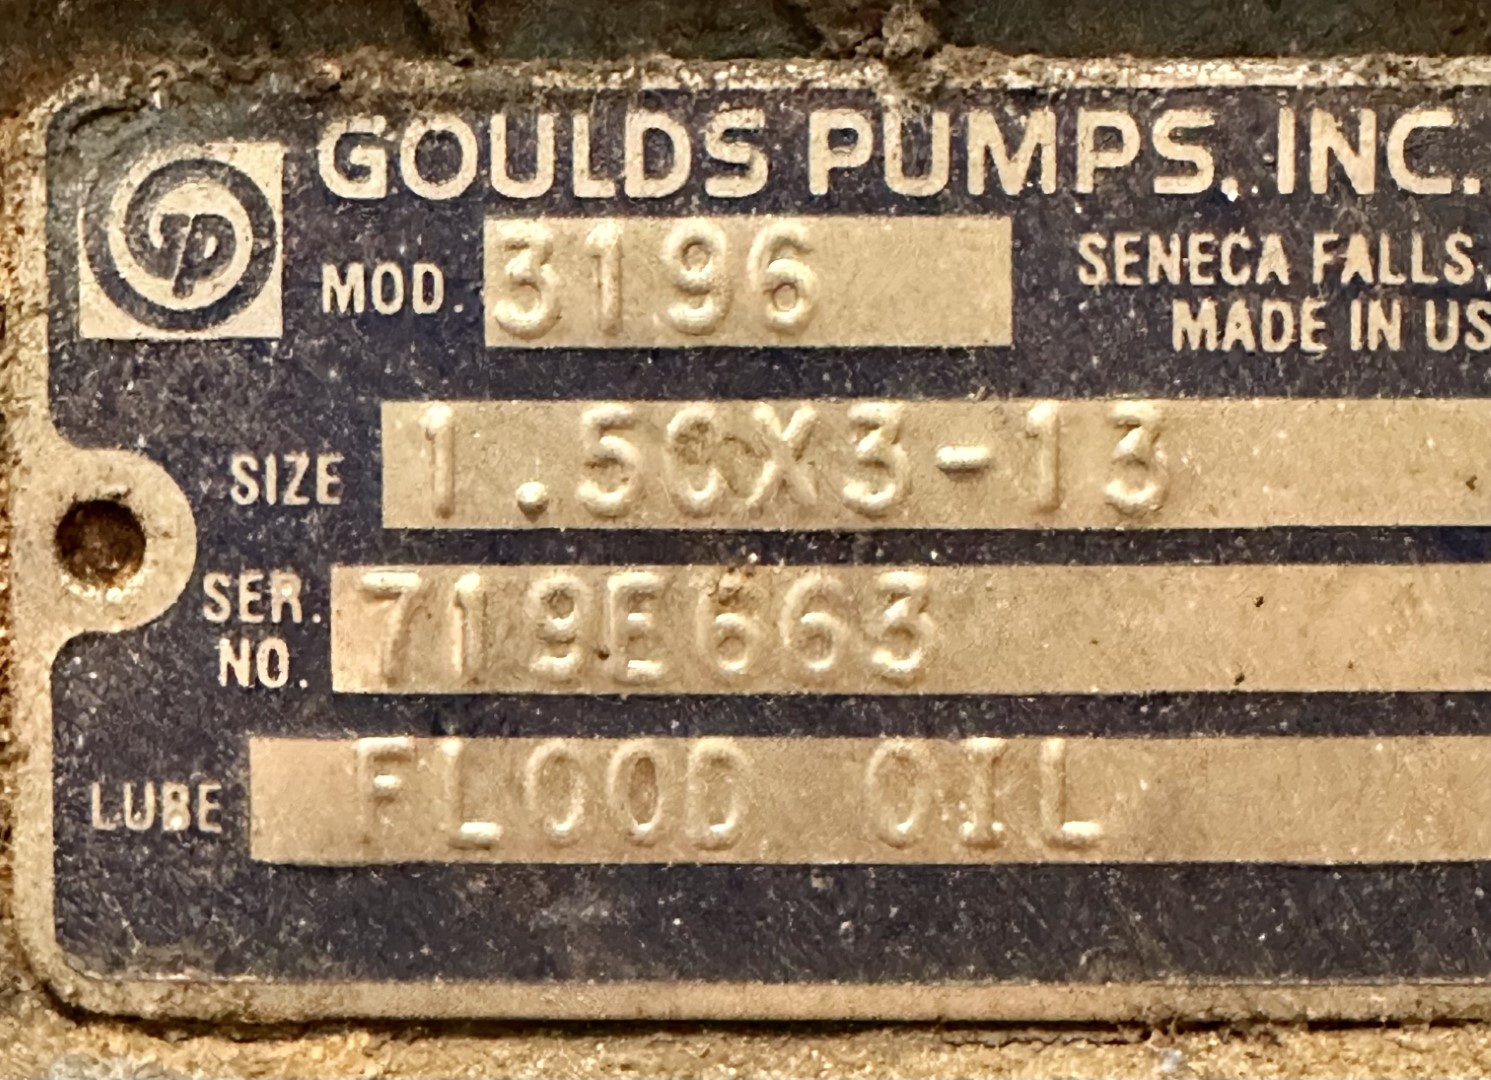 GOULDS PUMPS, INC.
MOD. 3196
SENECA FALLS,
MADE IN US
SIZE 1.50X3-13
SER. NO. 719E663
LUBE FLOOD OIL